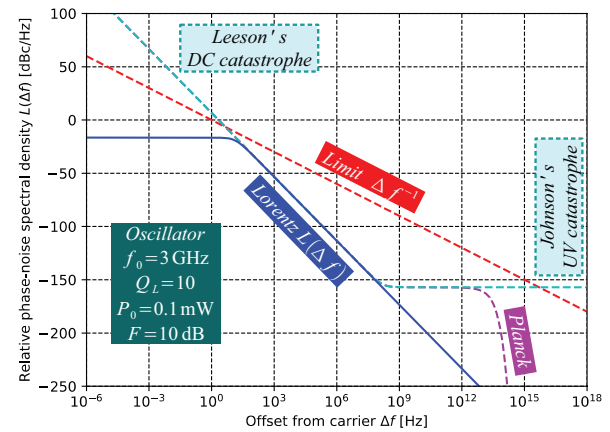 Relative phase-noise spectral density L(Δf) [dBc/Hz]
100
50
0
−50
−100
−150
−200
−250
Leeson's
DC catastrophe
Limit Δ f⁻¹
Lorentz L(Δ f)
Johnson's
UV catastrophe
Planck
Oscillator
f₀=3 GHz
Q_L=10
P₀=0.1 mW
F=10 dB
10⁻⁶
10⁻³
10⁰
10³
10⁶
10⁹
10¹²
10¹⁵
10¹⁸
Offset from carrier Δf [Hz]